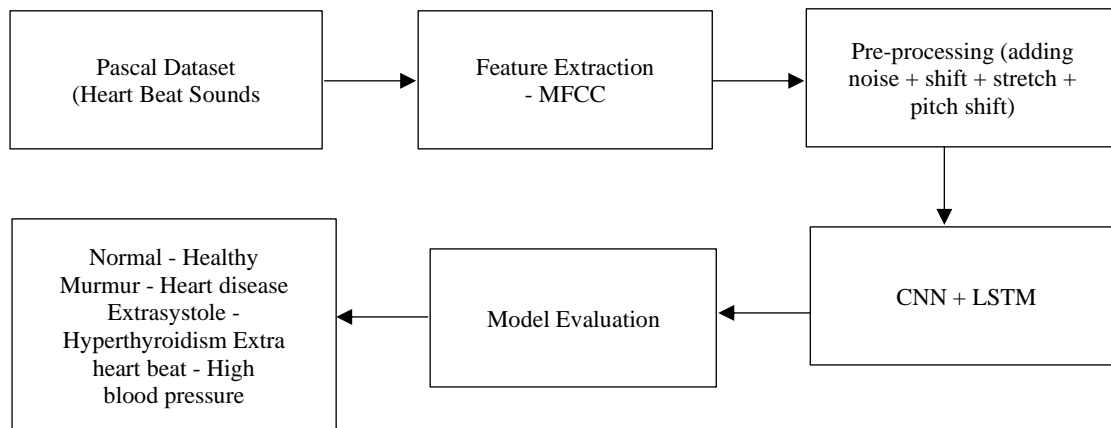 Pascal Dataset
(Heart Beat Sounds
Feature Extraction
- MFCC
Pre-processing (adding
noise + shift + stretch +
pitch shift)
CNN + LSTM
Model Evaluation
Normal - Healthy
Murmur - Heart disease
Extrasystole -
Hyperthyroidism Extra
heart beat - High
blood pressure